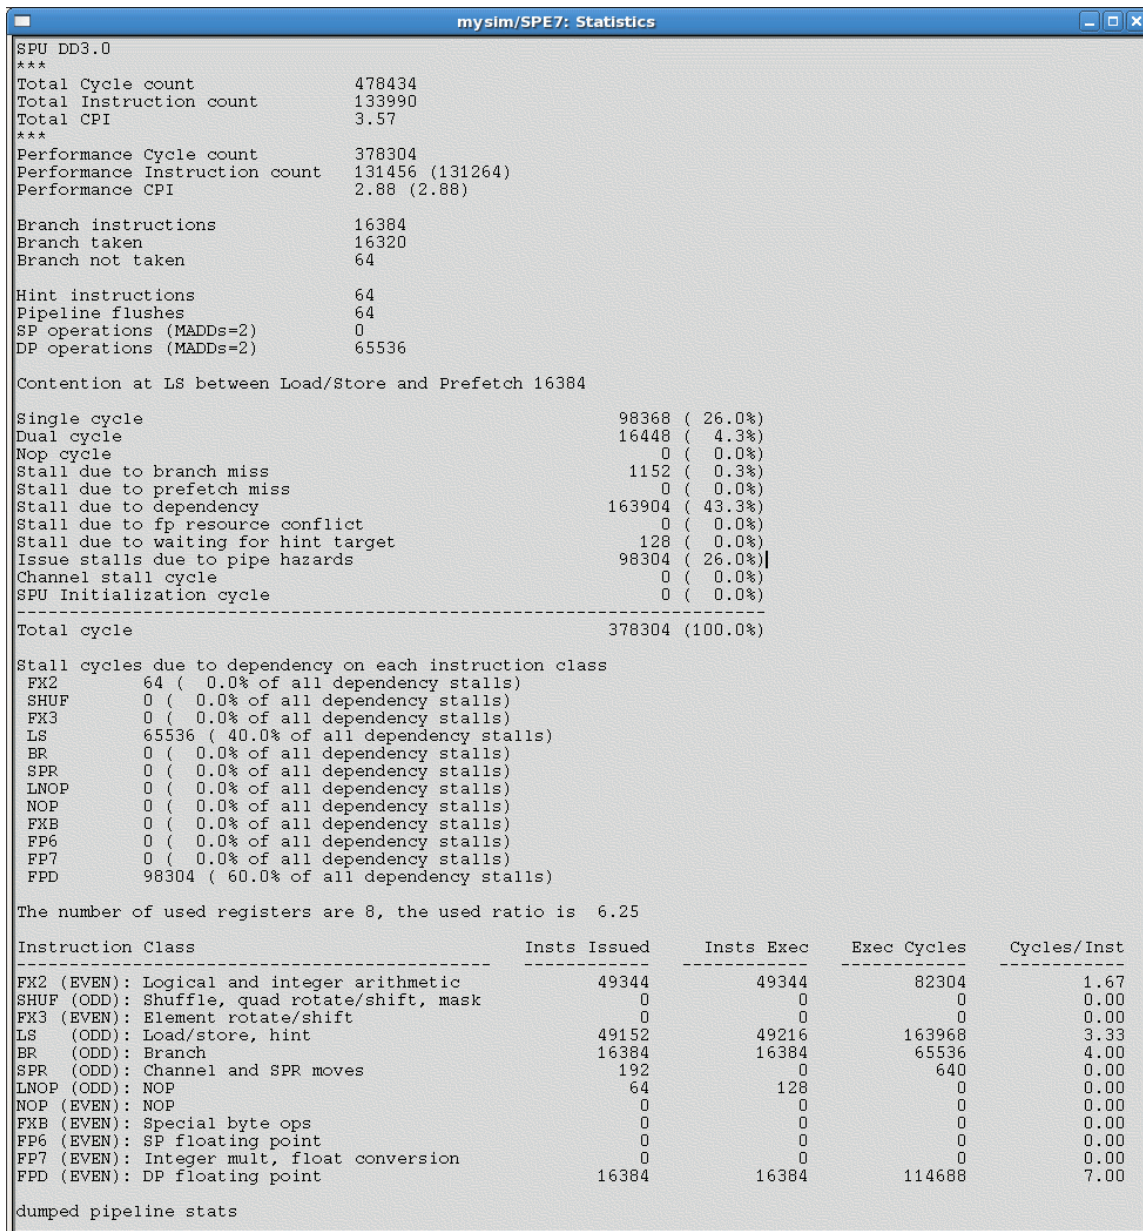 mysim/SPE7: Statistics
SPU DD3.0
***
Total Cycle count 478434
Total Instruction count 133990
Total CPI 3.57
***
Performance Cycle count 378304
Performance Instruction count 131456 (131264)
Performance CPI 2.88 (2.88)
Branch instructions 16384
Branch taken 16320
Branch not taken 64
Hint instructions 64
Pipeline flushes 64
SP operations (MADDs=2) 0
DP operations (MADDs=2) 65536
Contention at LS between Load/Store and Prefetch 16384
Single cycle 98368 ( 26.0%)
Dual cycle 16448 ( 4.3%)
Nop cycle 0 ( 0.0%)
Stall due to branch miss 1152 ( 0.3%)
Stall due to prefetch miss 0 ( 0.0%)
Stall due to dependency 163904 ( 43.3%)
Stall due to fp resource conflict 0 ( 0.0%)
Stall due to waiting for hint target 128 ( 0.0%)
Issue stalls due to pipe hazards 98304 ( 26.0%)
Channel stall cycle 0 ( 0.0%)
SPU Initialization cycle 0 ( 0.0%)
-----------------------------------------------------------------------
Total cycle 378304 (100.0%)
Stall cycles due to dependency on each instruction class
FX2 64 ( 0.0% of all dependency stalls)
SHUF 0 ( 0.0% of all dependency stalls)
FX3 0 ( 0.0% of all dependency stalls)
LS 65536 ( 40.0% of all dependency stalls)
BR 0 ( 0.0% of all dependency stalls)
SPR 0 ( 0.0% of all dependency stalls)
LNOP 0 ( 0.0% of all dependency stalls)
NOP 0 ( 0.0% of all dependency stalls)
FXB 0 ( 0.0% of all dependency stalls)
FP6 0 ( 0.0% of all dependency stalls)
FP7 0 ( 0.0% of all dependency stalls)
FPD 98304 ( 60.0% of all dependency stalls)
The number of used registers are 8, the used ratio is 6.25
Instruction Class Insts Issued Insts Exec Exec Cycles Cycles/Inst
--------------------------------------------- ------------ ------------ ------------ ------------
FX2 (EVEN): Logical and integer arithmetic 49344 49344 82304 1.67
SHUF (ODD): Shuffle, quad rotate/shift, mask 0 0 0 0.00
FX3 (EVEN): Element rotate/shift 0 0 0 0.00
LS (ODD): Load/store, hint 49152 49216 163968 3.33
BR (ODD): Branch 16384 16384 65536 4.00
SPR (ODD): Channel and SPR moves 192 0 640 0.00
LNOP (ODD): NOP 64 128 0 0.00
NOP (EVEN): NOP 0 0 0 0.00
FXB (EVEN): Special byte ops 0 0 0 0.00
FP6 (EVEN): SP floating point 0 0 0 0.00
FP7 (EVEN): Integer mult, float conversion 0 0 0 0.00
FPD (EVEN): DP floating point 16384 16384 114688 7.00
dumped pipeline stats